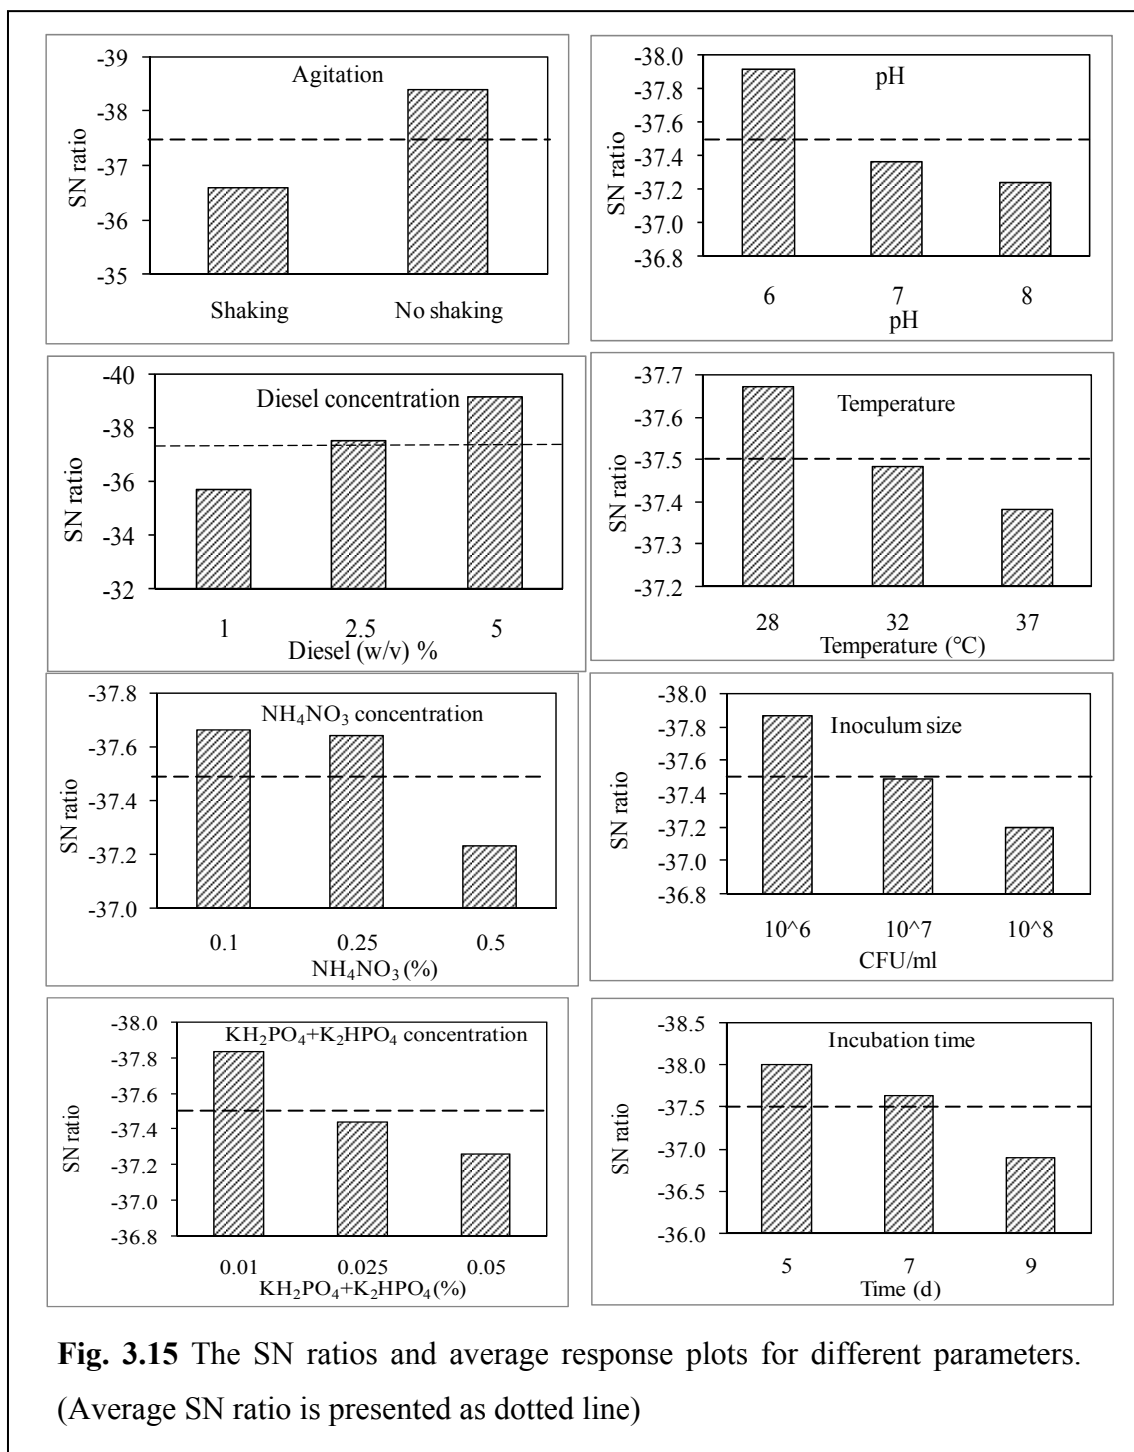 Agitation
SN ratio
-39
-38
-37
-36
-35
Shaking No shaking
pH
SN ratio
-38.0
-37.8
-37.6
-37.4
-37.2
-37.0
-36.8
6 7 8
pH
Diesel concentration
SN ratio
-40
-38
-36
-34
-32
1 2.5 5
Diesel (w/v) %
Temperature
SN ratio
-37.7
-37.6
-37.5
-37.4
-37.3
-37.2
28 32 37
Temperature (°C)
NH₄NO₃ concentration
SN ratio
-37.8
-37.6
-37.4
-37.2
-37.0
0.1 0.25 0.5
NH₄NO₃ (%)
Inoculum size
SN ratio
-38.0
-37.8
-37.6
-37.4
-37.2
-37.0
-36.8
10^6 10^7 10^8
CFU/ml
KH₂PO₄+K₂HPO₄ concentration
SN ratio
-38.0
-37.8
-37.6
-37.4
-37.2
-37.0
-36.8
0.01 0.025 0.05
KH₂PO₄+K₂HPO₄ (%)
Incubation time
SN ratio
-38.5
-38.0
-37.5
-37.0
-36.5
-36.0
5 7 9
Time (d)
Fig. 3.15 The SN ratios and average response plots for different parameters.
(Average SN ratio is presented as dotted line)